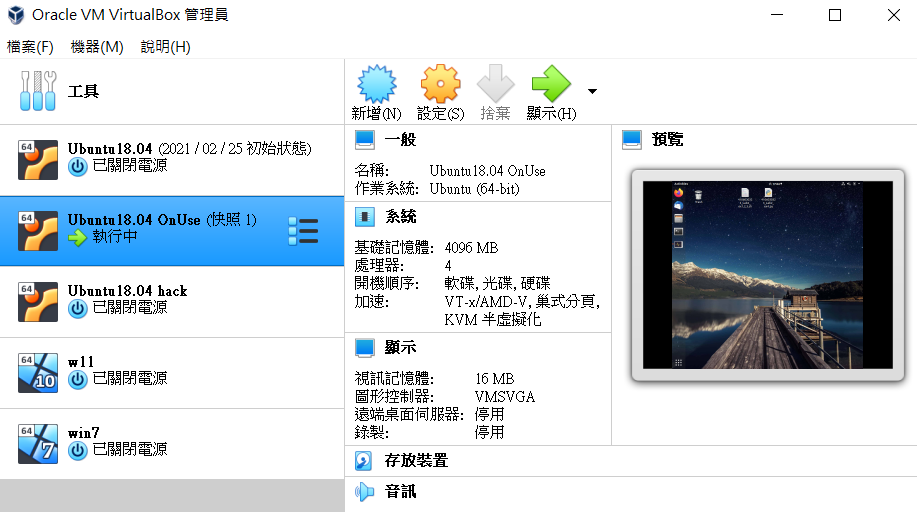 Oracle VM VirtualBox 管理員
檔案(F) 機器(M) 說明(H)
工具
新增(N) 設定(S) 捨棄 顯示(H)
64
Ubuntu18.04 (2021 / 02 / 25 初始狀態)
已關閉電源
64
Ubuntu18.04 OnUse (快照 1)
執行中
64
Ubuntu18.04 hack
已關閉電源
64
10
w11
已關閉電源
64
7
win7
已關閉電源
一般
名稱: Ubuntu18.04 OnUse
作業系統: Ubuntu (64-bit)
系統
基礎記憶體: 4096 MB
處理器: 4
開機順序: 軟碟, 光碟, 硬碟
加速: VT-x/AMD-V, 巢式分頁,
KVM 半虛擬化
顯示
視訊記憶體: 16 MB
圖形控制器: VMSVGA
遠端桌面伺服器: 停用
錄製: 停用
存放裝置
音訊
預覽